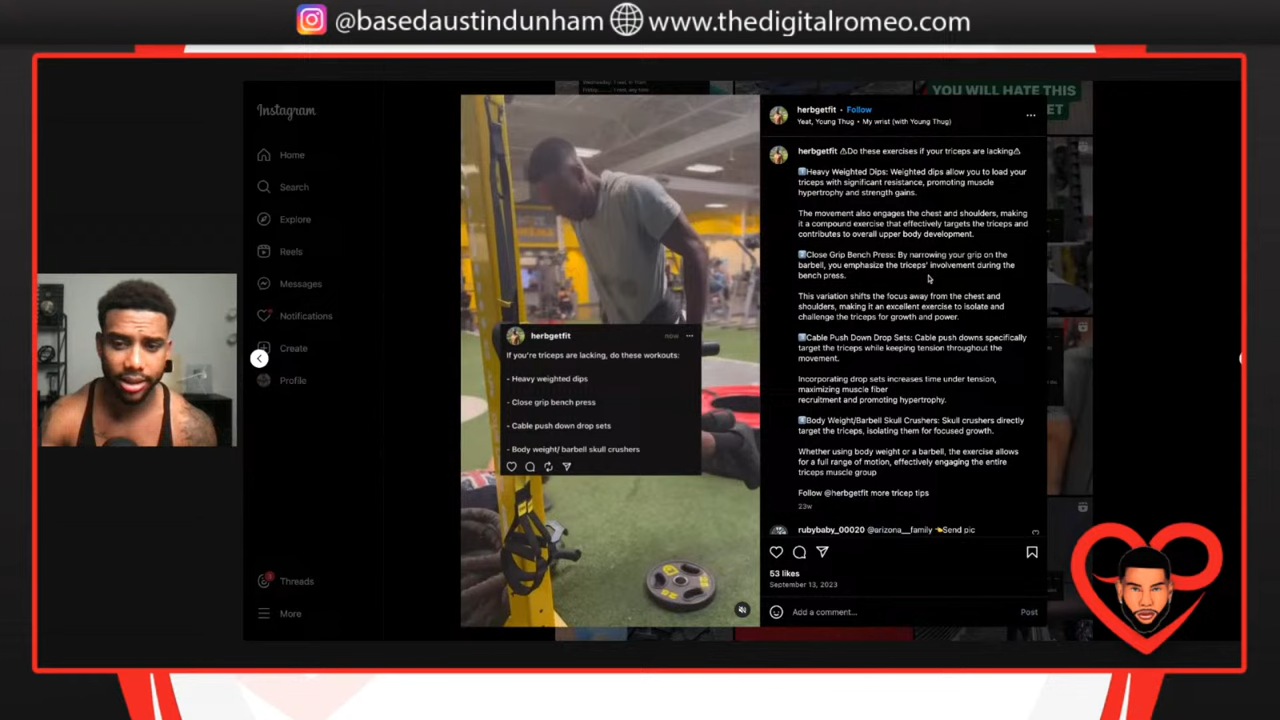 @basedaustindunham www.thedigitalromeo.com
Instagram
Home
Search
Explore
Reels
Messages
Notifications
Create
Profile
Threads
More
YOU WILL HATE THIS
herbgetfit now
If you're triceps are lacking, do these workouts:
- Heavy weighted dips
- Close grip bench press
- Cable push down drop sets
- Body weight/ barbell skull crushers
herbgetfit • Follow
Yeat, Young Thug • My wrist (with Young Thug)
herbgetfit ⚠Do these exercises if your triceps are lacking⚠
1️⃣Heavy Weighted Dips: Weighted dips allow you to load your
triceps with significant resistance, promoting muscle
hypertrophy and strength gains.
The movement also engages the chest and shoulders, making
it a compound exercise that effectively targets the triceps and
contributes to overall upper body development.
2️⃣Close Grip Bench Press: By narrowing your grip on the
barbell, you emphasize the triceps' involvement during the
bench press.
This variation shifts the focus away from the chest and
shoulders, making it an excellent exercise to isolate and
challenge the triceps for growth and power.
3️⃣Cable Push Down Drop Sets: Cable push downs specifically
target the triceps while keeping tension throughout the
movement.
Incorporating drop sets increases time under tension,
maximizing muscle fiber
recruitment and promoting hypertrophy.
Body Weight/Barbell Skull Crushers: Skull crushers directly
target the triceps, isolating them for focused growth.
Whether using body weight or a barbell, the exercise allows
for a full range of motion, effectively engaging the entire
triceps muscle group
Follow @herbgetfit more tricep tips
23w
rubybaby_00020 @arizona__family 👈Send pic
53 likes
September 13, 2023
Add a comment... Post